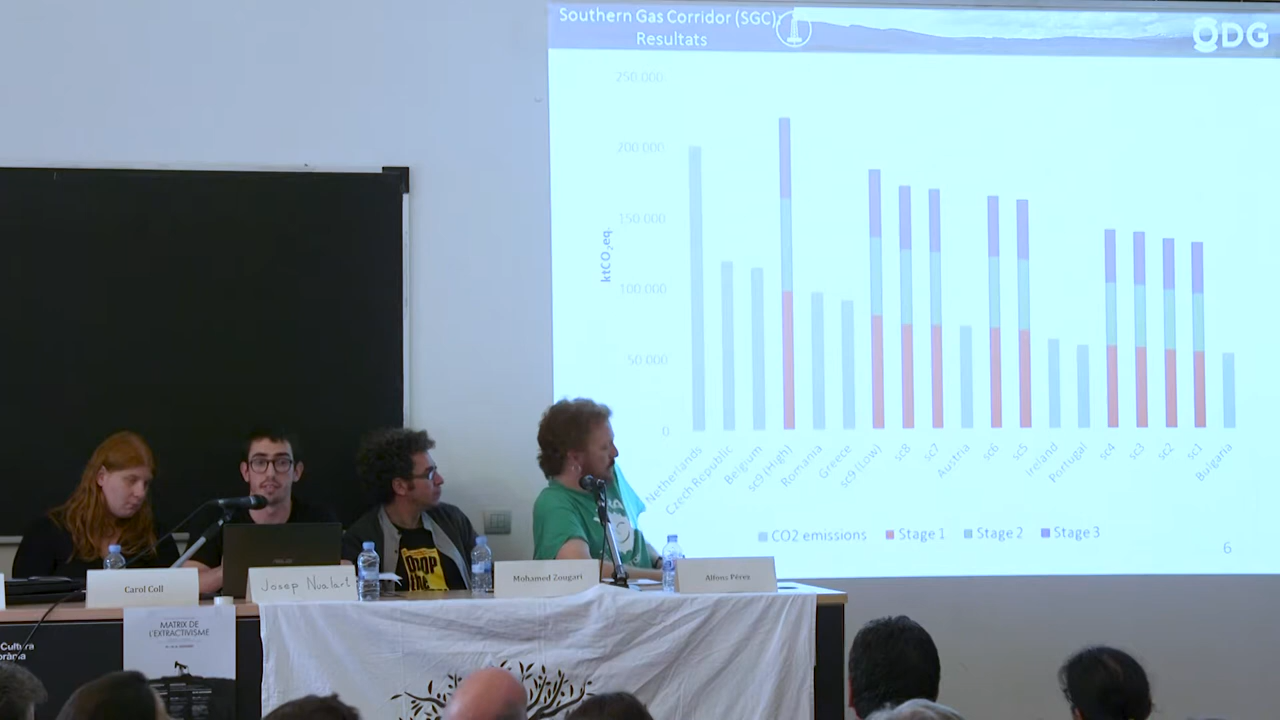 Southern Gas Corridor (SGC):
Resultats
ODG
250.000
200.000
150.000
100.000
50.000
0
ktCO2eq.
Netherlands
Czech Republic
Belgium
sc9 (High)
Romania
Greece
sc9 (Low)
sc8
sc7
Austria
sc6
sc5
Ireland
Portugal
sc4
sc3
sc2
sc1
Bulgaria
CO2 emissions
Stage 1
Stage 2
Stage 3
6
Carol Coll
Josep Nualart
Mohamed Zougari
Alfons Pérez
MATRIX DE
L'EXTRACTIVISME
the
Cultura